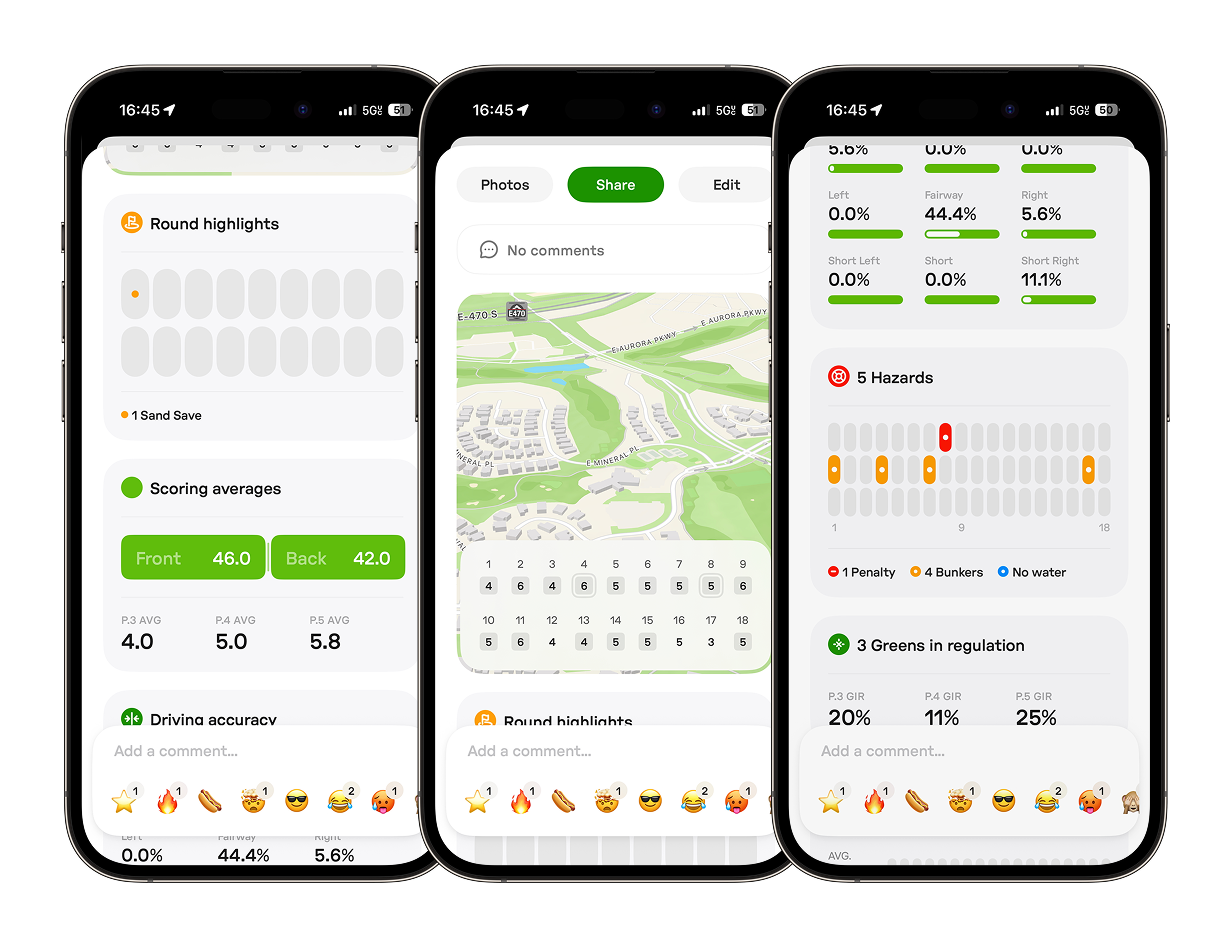 16:45 5G 51
Round highlights
1 Sand Save
Scoring averages
Front 46.0 Back 42.0
P.3 AVG P.4 AVG P.5 AVG
4.0 5.0 5.8
Driving accuracy
Add a comment...
1 1 1 2 1
Left Fairway Right
0.0% 44.4% 5.6%
16:45 5G 51
Photos Share Edit
No comments
E-470 S E470
E AURORA PKWY E AURORA PKWY
E MINERAL PL
NERAL PL
1 2 3 4 5 6 7 8 9
4 6 4 6 5 5 5 5 6
10 11 12 13 14 15 16 17 18
5 6 4 4 5 5 5 3 5
Round highlights
Add a comment...
1 1 1 2 1
16:45 5G 50
5.6% 0.0% 0.0%
Left Fairway Right
0.0% 44.4% 5.6%
Short Left Short Short Right
0.0% 0.0% 11.1%
5 Hazards
1 9 18
1 Penalty 4 Bunkers No water
3 Greens in regulation
P.3 GIR P.4 GIR P.5 GIR
20% 11% 25%
Add a comment...
1 1 1 2 1
AVG.